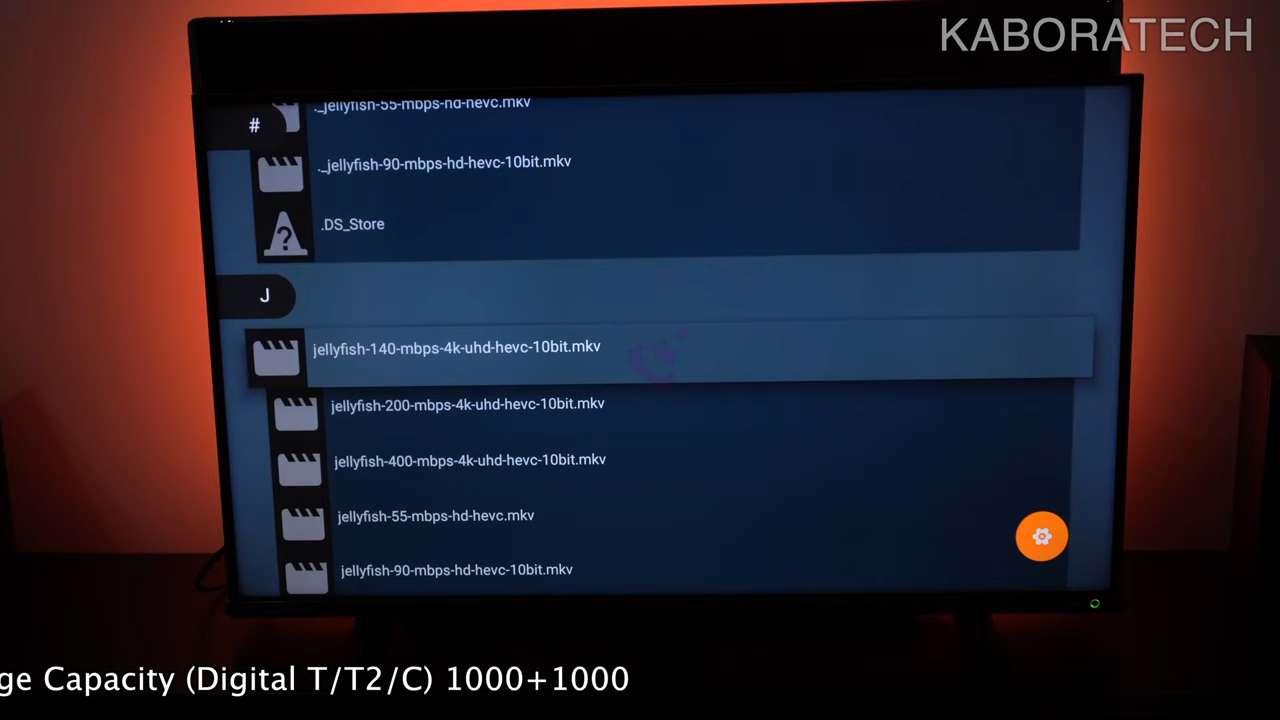 KABORATECH
._jellyfish-55-mbps-hd-hevc.mkv
#
._jellyfish-90-mbps-hd-hevc-10bit.mkv
.DS_Store
J
jellyfish-140-mbps-4k-uhd-hevc-10bit.mkv
jellyfish-200-mbps-4k-uhd-hevc-10bit.mkv
jellyfish-400-mbps-4k-uhd-hevc-10bit.mkv
jellyfish-55-mbps-hd-hevc.mkv
jellyfish-90-mbps-hd-hevc-10bit.mkv
ge Capacity (Digital T/T2/C) 1000+1000